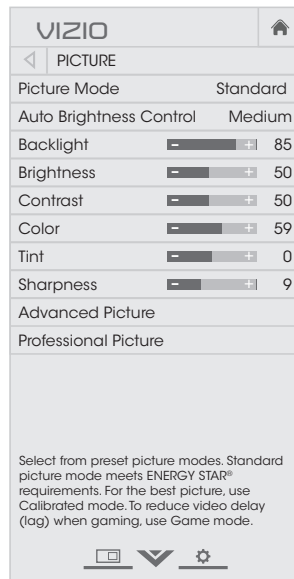 VIZIO
PICTURE
Picture Mode Standard
Auto Brightness Control Medium
Backlight - + 85
Brightness - + 50
Contrast - + 50
Color - + 59
Tint - + 0
Sharpness - + 9
Advanced Picture
Professional Picture
Select from preset picture modes. Standard
picture mode meets ENERGY STAR®
requirements. For the best picture, use
Calibrated mode. To reduce video delay
(lag) when gaming, use Game mode.